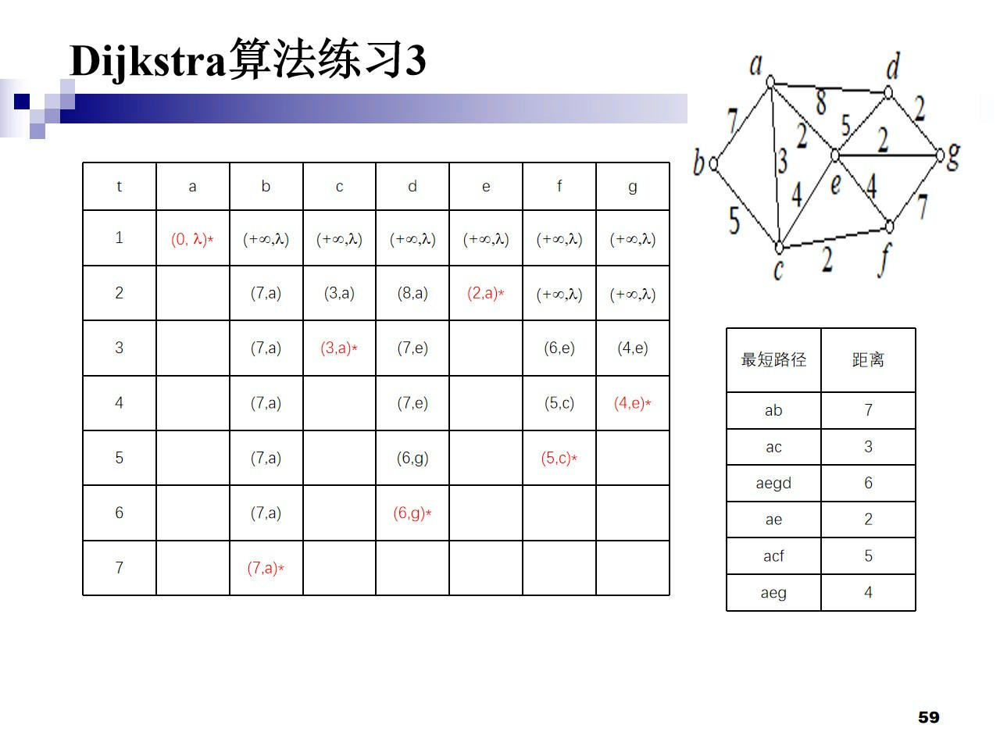 Dijkstra算法练习3
t a b c d e f g
1 (0, λ)* (+∞,λ) (+∞,λ) (+∞,λ) (+∞,λ) (+∞,λ) (+∞,λ)
2 (7,a) (3,a) (8,a) (2,a)* (+∞,λ) (+∞,λ)
3 (7,a) (3,a)* (7,e) (6,e) (4,e)
4 (7,a) (7,e) (5,c) (4,e)*
5 (7,a) (6,g) (5,c)*
6 (7,a) (6,g)*
7 (7,a)*
a d
8
7 2 5 2 2
b 3 e g
4 4
5 7
c 2 f
最短路径 距离
ab 7
ac 3
aegd 6
ae 2
acf 5
aeg 4
59